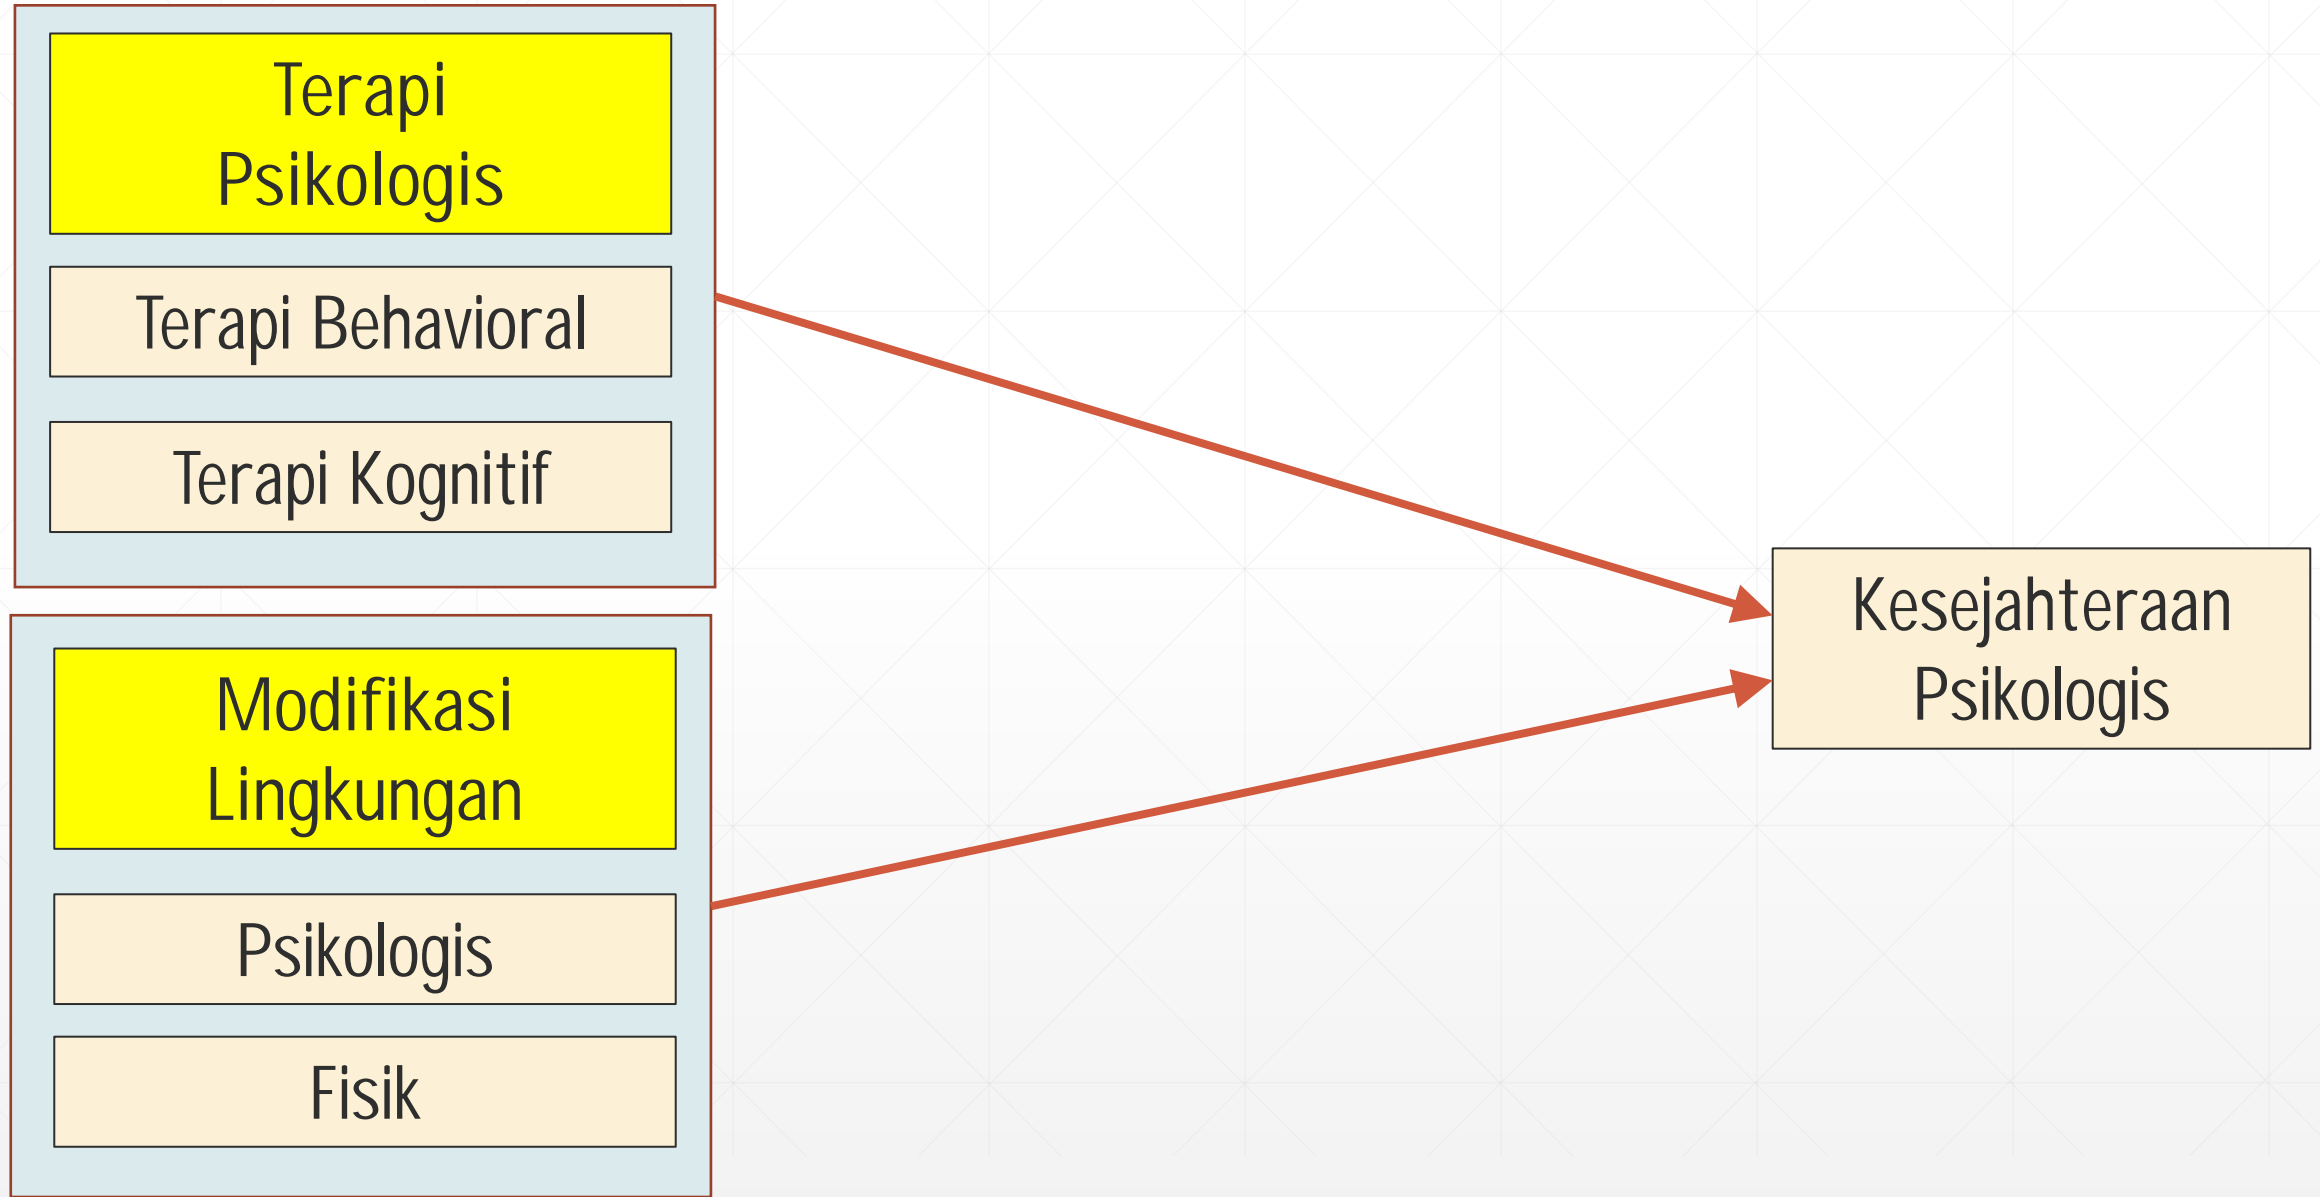 Terapi
Psikologis
Terapi Behavioral
Terapi Kognitif
Modifikasi
Lingkungan
Psikologis
Fisik
Kesejahteraan
Psikologis